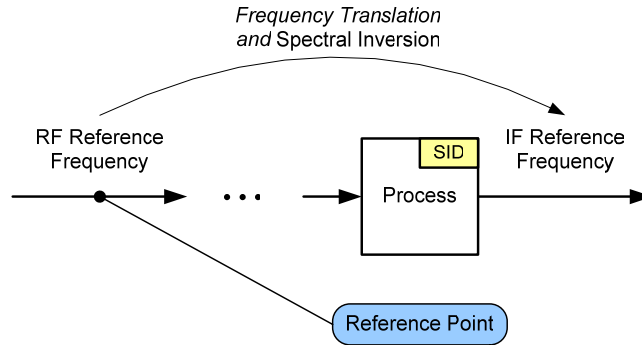 Frequency Translation
and Spectral Inversion
RF Reference
Frequency
IF Reference
Frequency
SID
Process
Reference Point